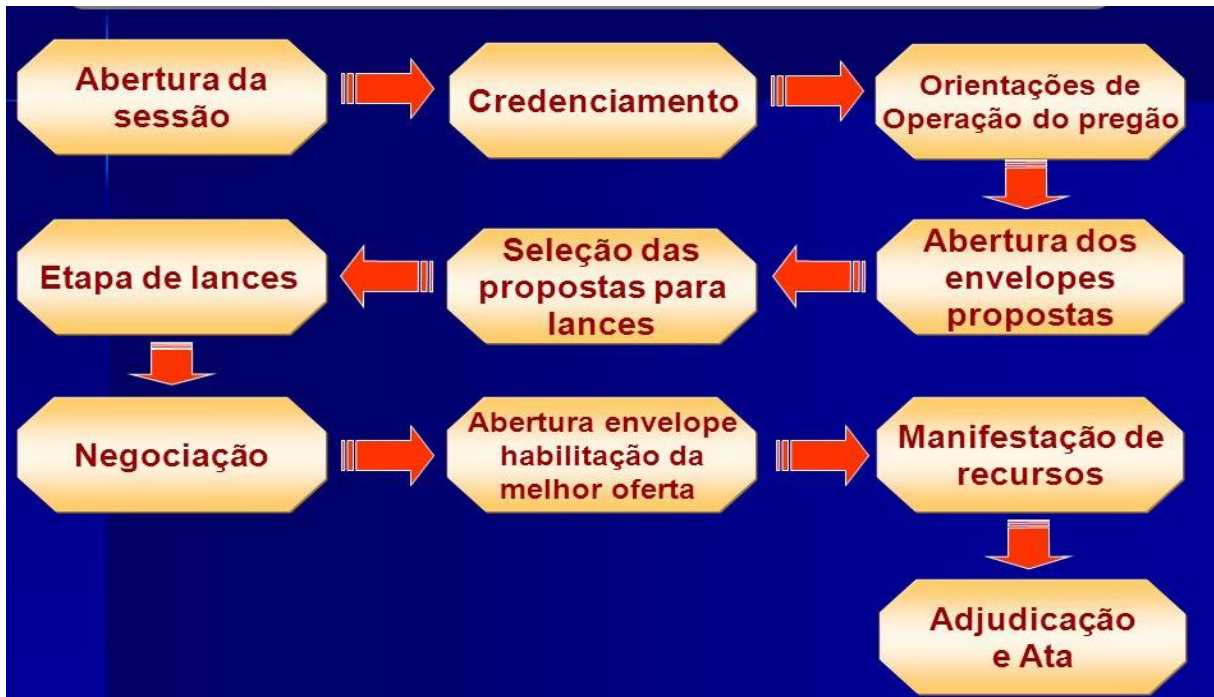 Abertura da
sessão
Credenciamento
Orientações de
Operação do pregão
Abertura dos
envelopes
propostas
Seleção das
propostas para
lances
Etapa de lances
Negociação
Abertura envelope
habilitação da
melhor oferta
Manifestação de
recursos
Adjudicação
e Ata